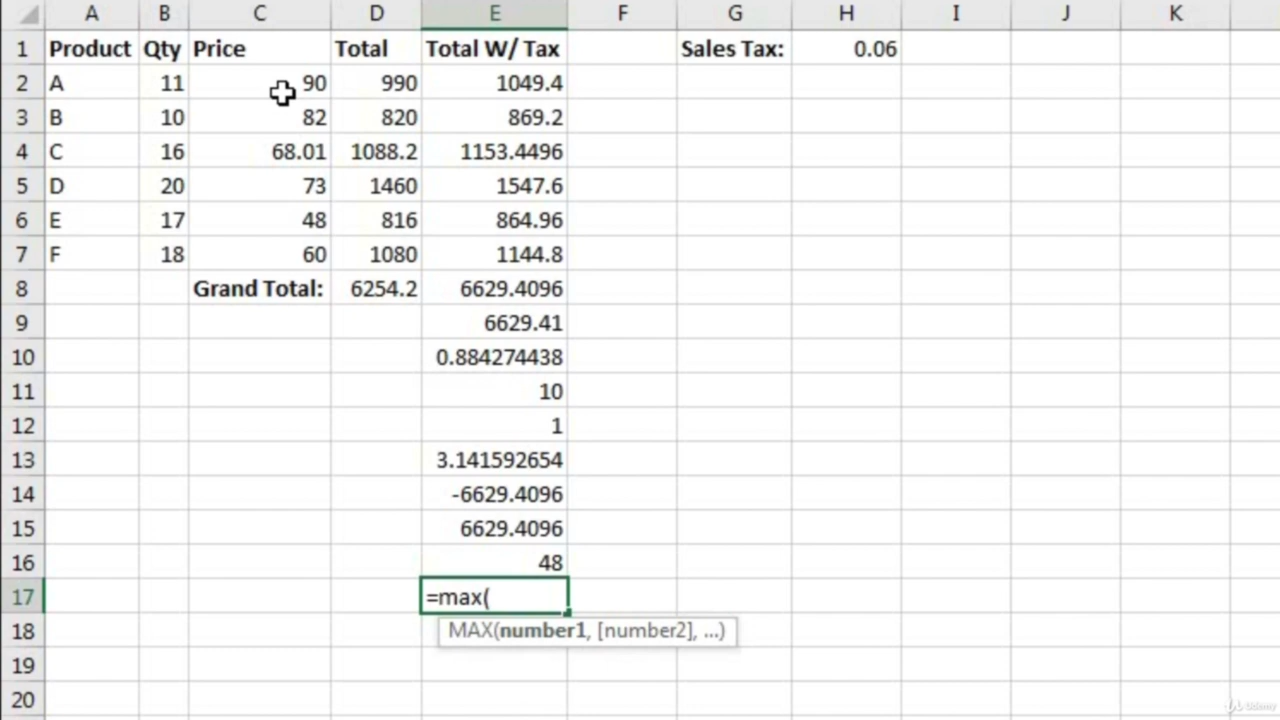 A B C D E F G H I J K
1 Product Qty Price Total Total W/ Tax Sales Tax: 0.06
2 A 11 90 990 1049.4
3 B 10 82 820 869.2
4 C 16 68.01 1088.2 1153.4496
5 D 20 73 1460 1547.6
6 E 17 48 816 864.96
7 F 18 60 1080 1144.8
8 Grand Total: 6254.2 6629.4096
9 6629.41
10 0.884274438
11 10
12 1
13 3.141592654
14 -6629.4096
15 6629.4096
16 48
17 =max(
18 MAX(number1, [number2], ...)
19
20
Udemy